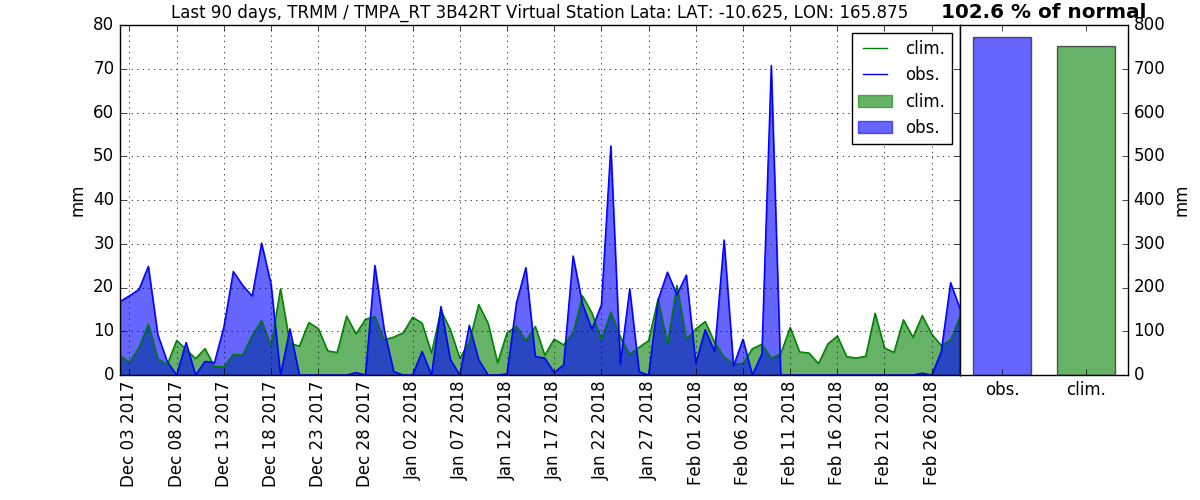 Last 90 days, TRMM / TMPA_RT 3B42RT Virtual Station Lata: LAT: -10.625, LON: 165.875
102.6 % of normal
80
70
60
50
40
30
20
10
0
mm
clim.
obs.
clim.
obs.
Dec 03 2017
Dec 08 2017
Dec 13 2017
Dec 18 2017
Dec 23 2017
Dec 28 2017
Jan 02 2018
Jan 07 2018
Jan 12 2018
Jan 17 2018
Jan 22 2018
Jan 27 2018
Feb 01 2018
Feb 06 2018
Feb 11 2018
Feb 16 2018
Feb 21 2018
Feb 26 2018
800
700
600
500
400
300
200
100
0
mm
obs.
clim.